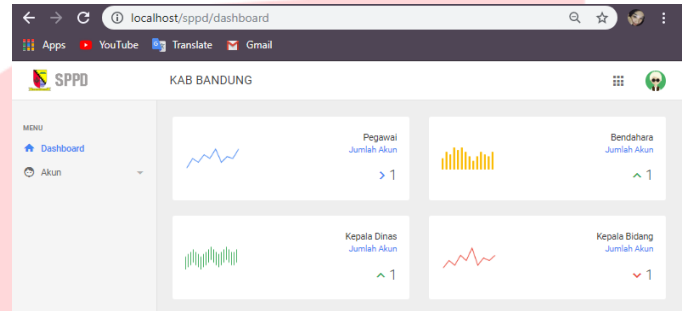 localhost/sppd/dashboard
Apps YouTube Translate Gmail
SPPD KAB BANDUNG
MENU
Dashboard
Akun
Pegawai
Jumlah Akun
> 1
Bendahara
Jumlah Akun
1
Kepala Dinas
Jumlah Akun
1
Kepala Bidang
Jumlah Akun
1